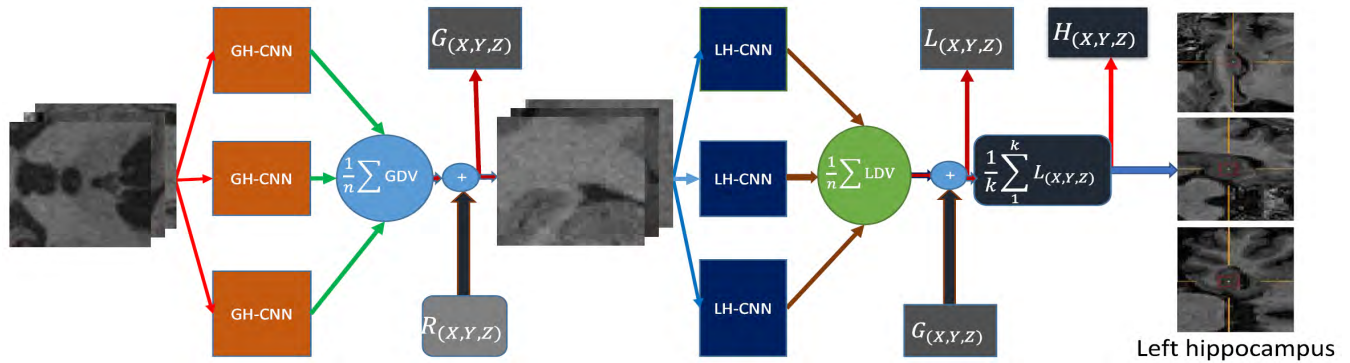 GH-CNN
GH-CNN
GH-CNN
1/n ∑ GDV
+
G(X,Y,Z)
R(X,Y,Z)
LH-CNN
LH-CNN
LH-CNN
1/n ∑ LDV
+
L(X,Y,Z)
G(X,Y,Z)
1/k ∑ k 1 L(X,Y,Z)
H(X,Y,Z)
Left hippocampus